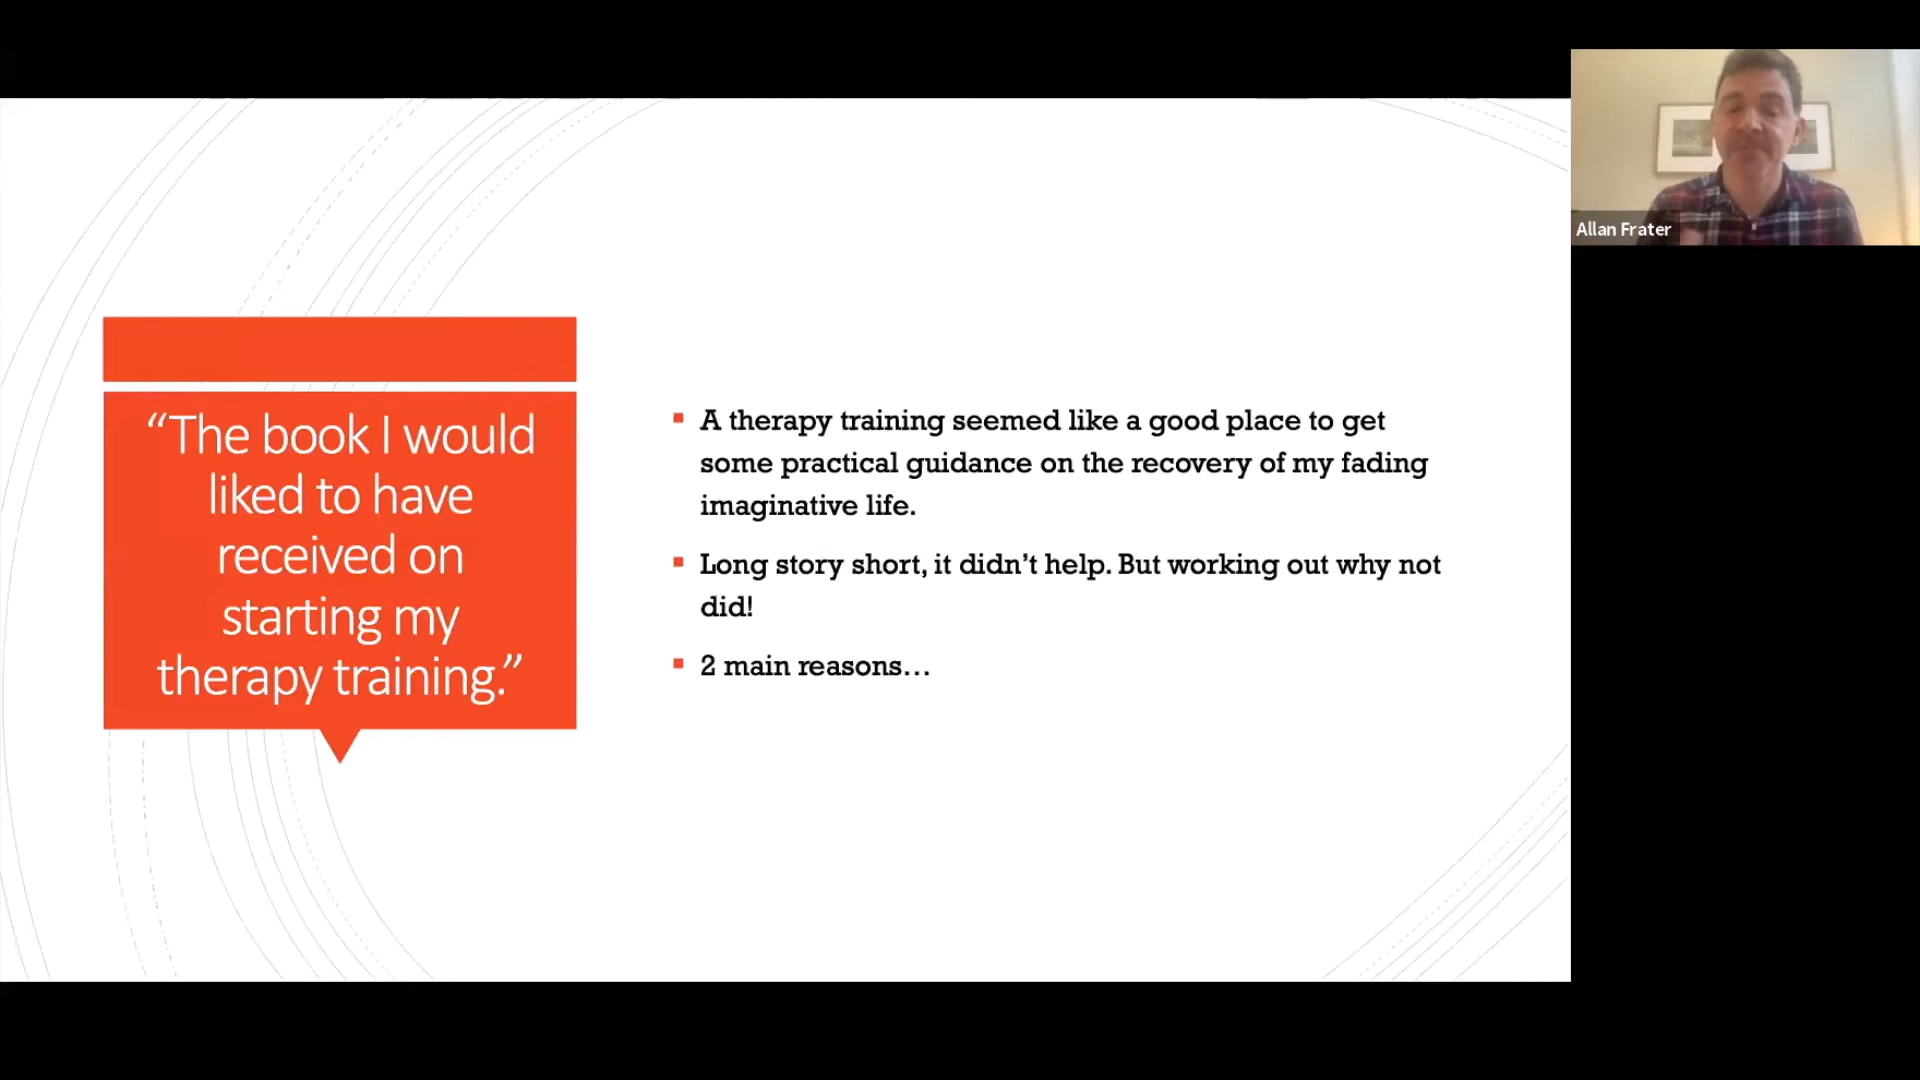 “The book I would
liked to have
received on
starting my
therapy training.”
A therapy training seemed like a good place to get
some practical guidance on the recovery of my fading
imaginative life.
Long story short, it didn’t help. But working out why not
did!
2 main reasons…
Allan Frater